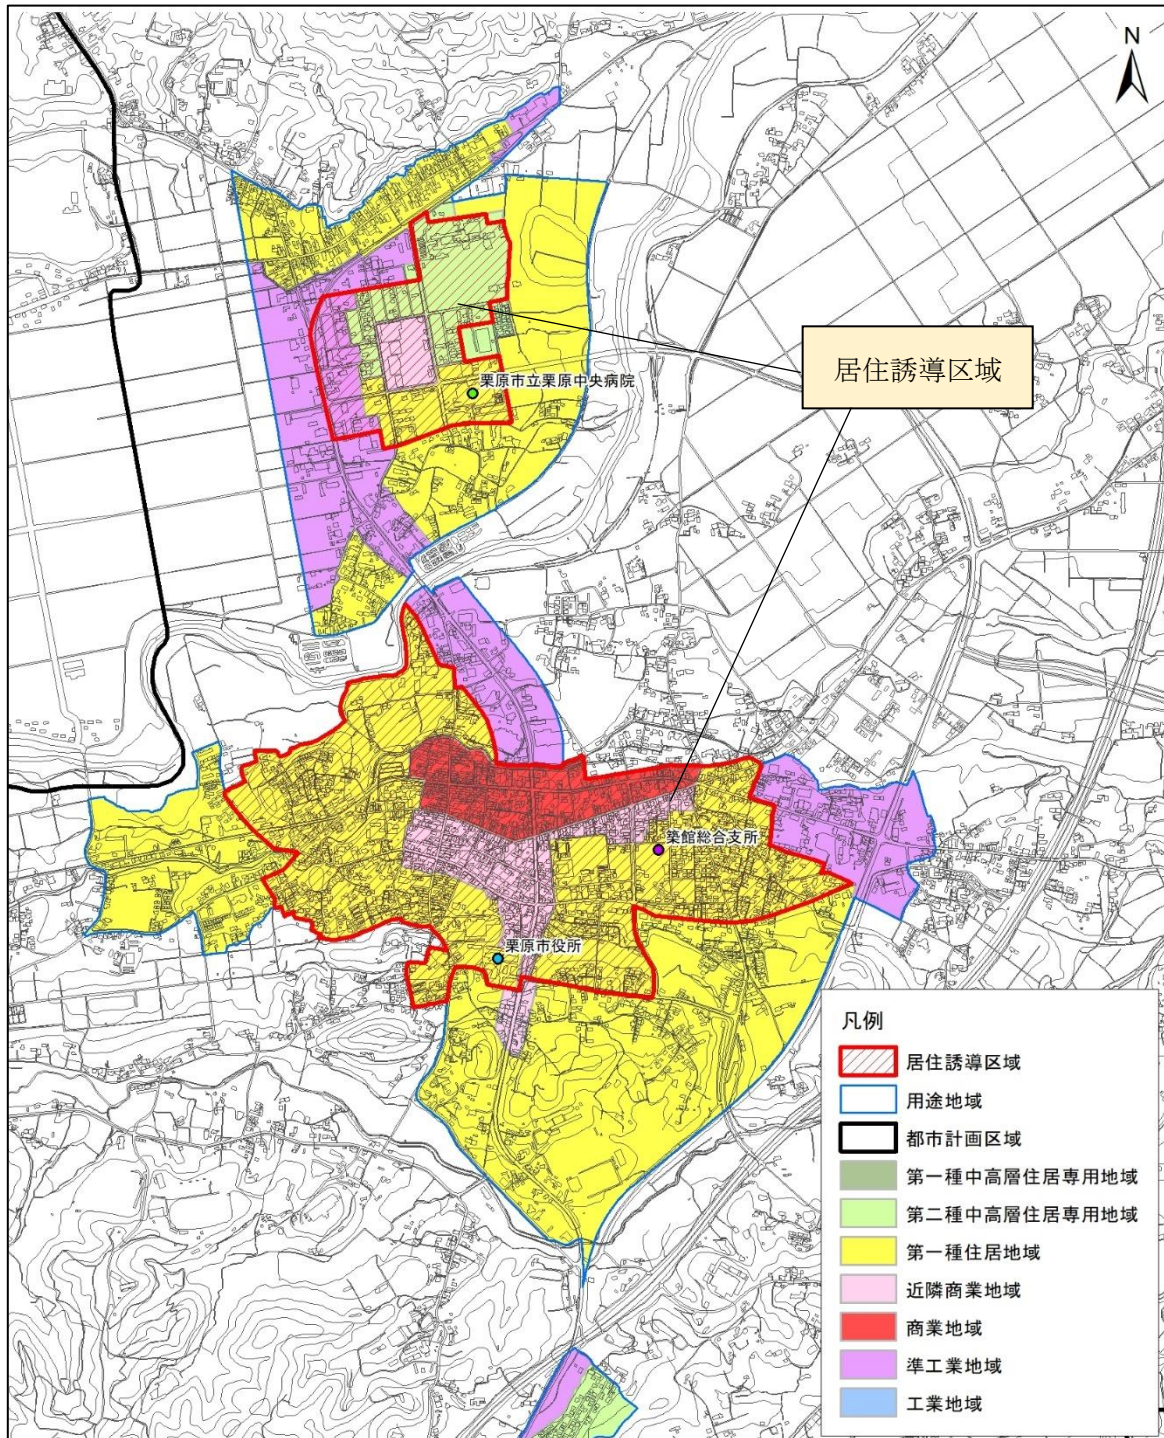 N
居住誘導区域
栗原市立栗原中央病院
築館総合支所
栗原市役所
凡例
居住誘導区域
用途地域
都市計画区域
第一種中高層住居専用地域
第二種中高層住居専用地域
第一種住居地域
近隣商業地域
商業地域
準工業地域
工業地域